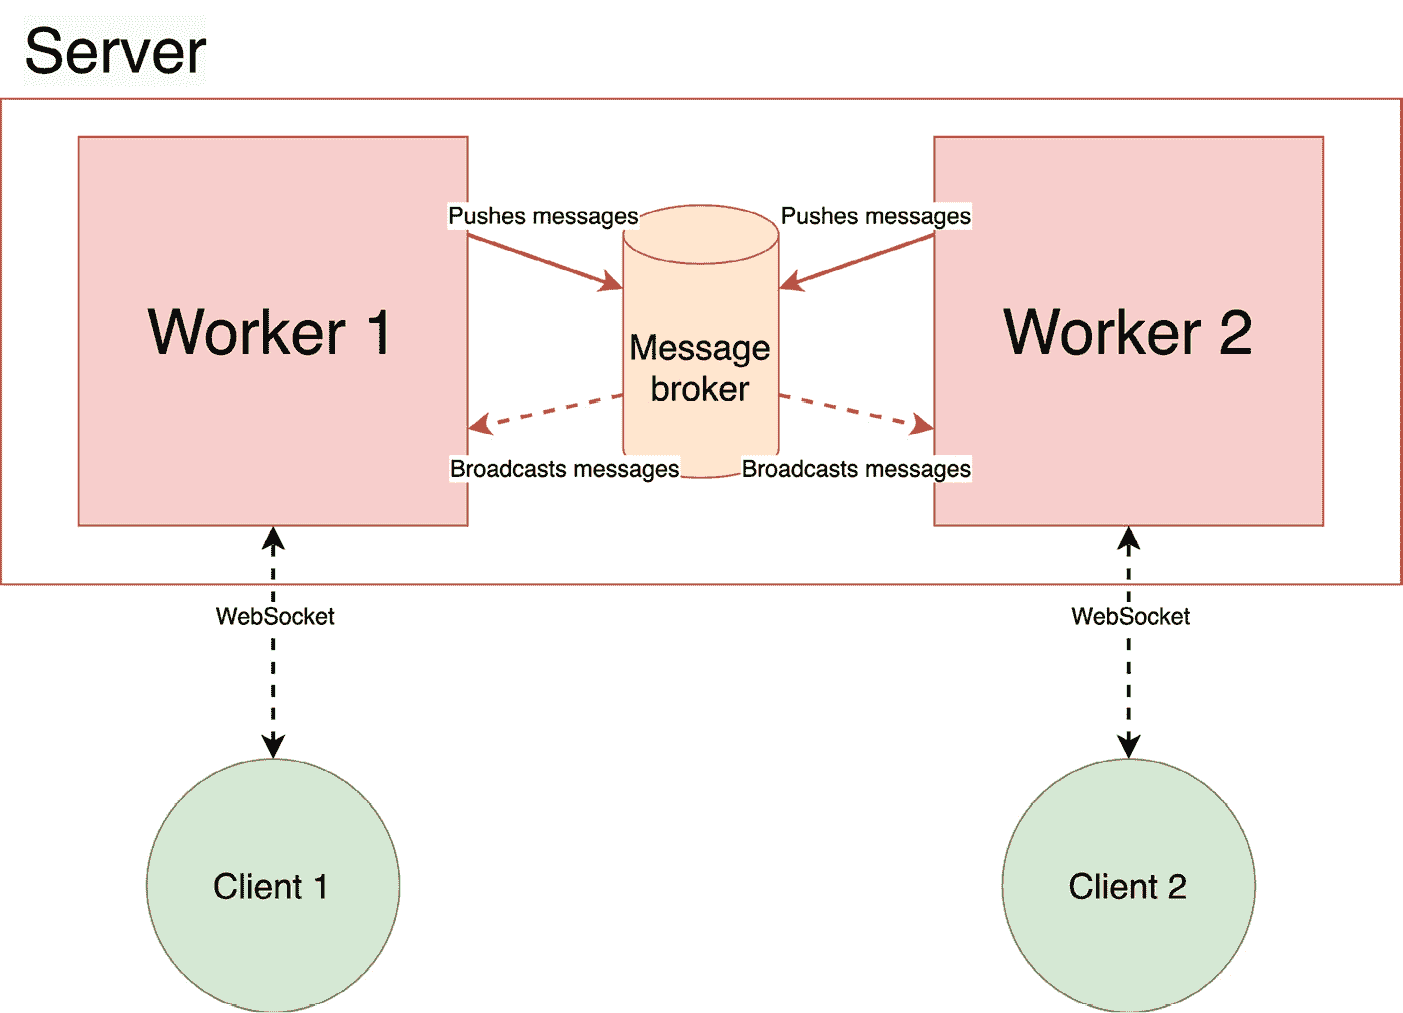 Server
Pushes messages
Pushes messages
Worker 1
Message
broker
Worker 2
Broadcasts messages
Broadcasts messages
WebSocket
WebSocket
Client 1
Client 2